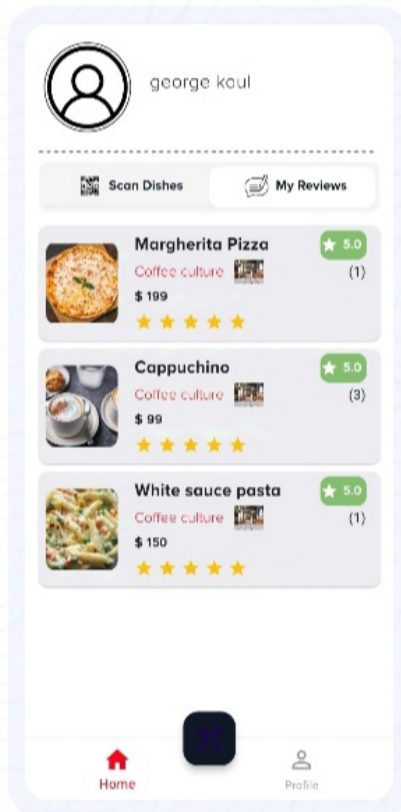 george koul
Scan Dishes
My Reviews
Margherita Pizza
5.0
Coffee culture
(1)
$ 199
Cappuchino
5.0
Coffee culture
(3)
$ 99
White sauce pasta
5.0
Coffee culture
(1)
$ 150
Home
Profile